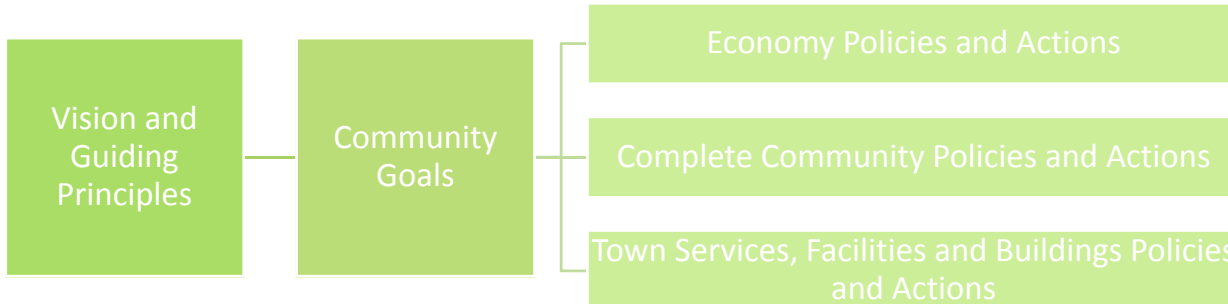 Vision and
Guiding
Principles
Community
Goals
Economy Policies and Actions
Complete Community Policies and Actions
Town Services, Facilities and Buildings Policies
and Actions